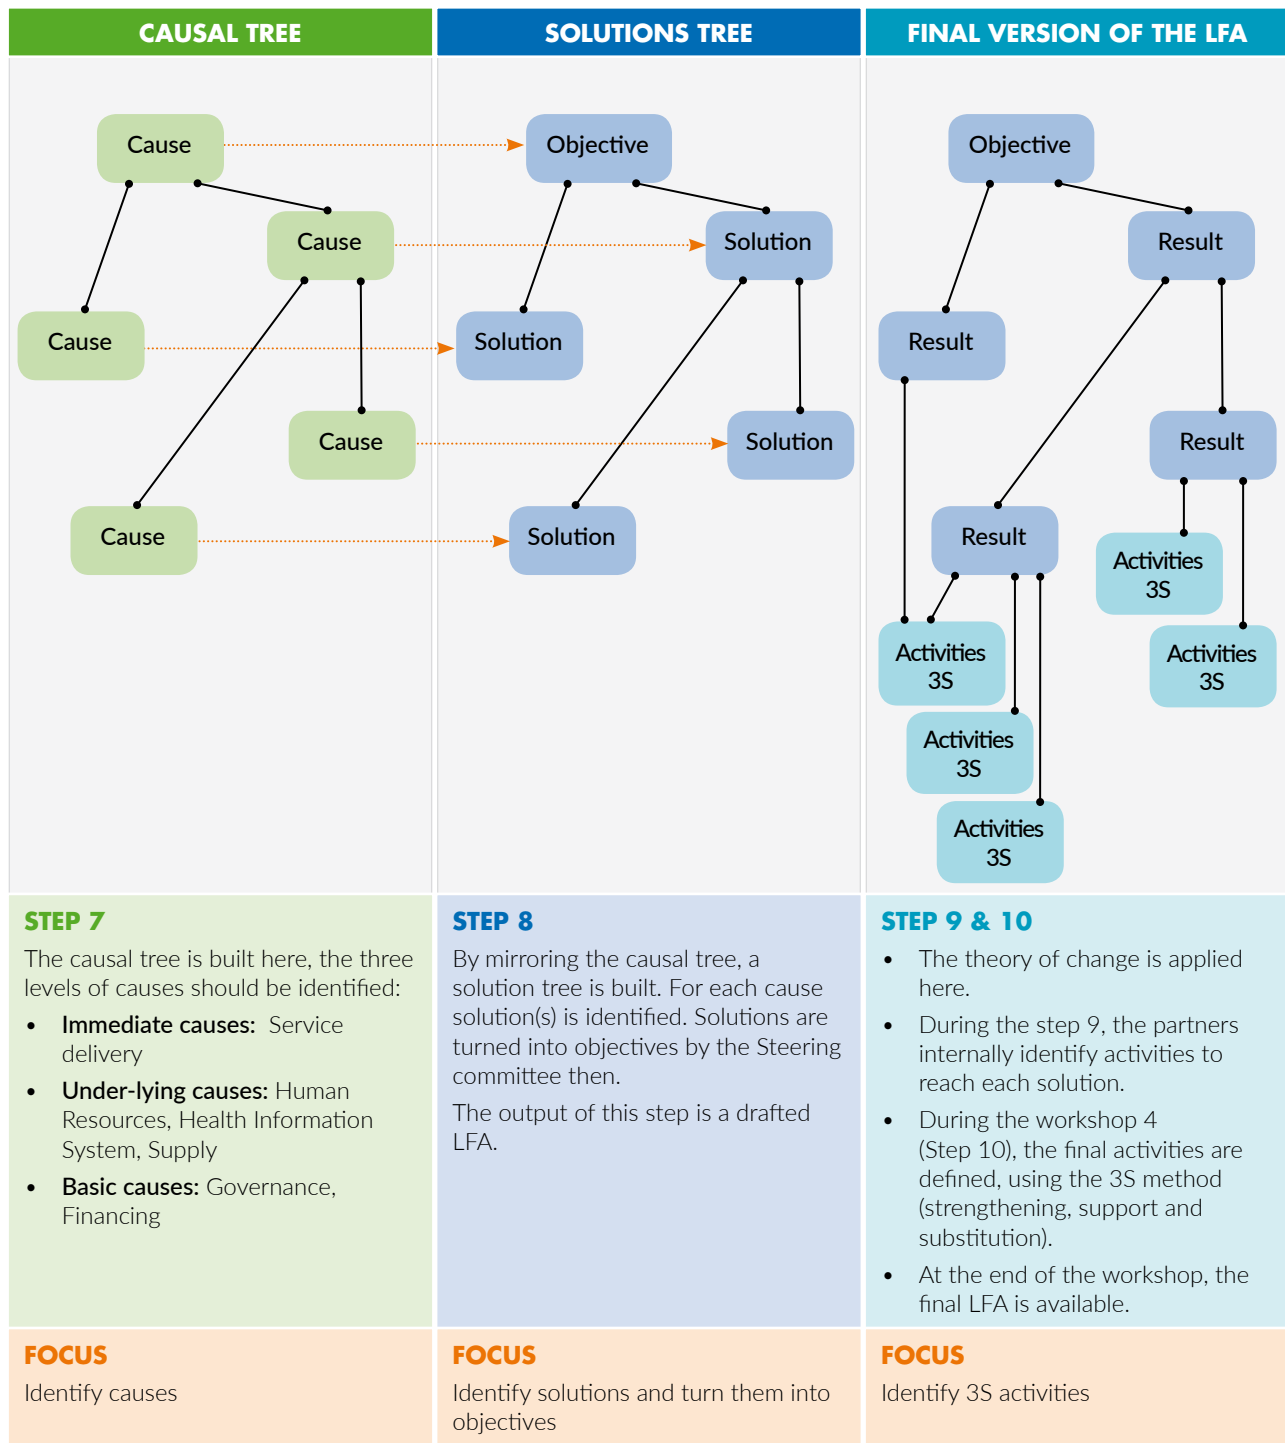 CAUSAL TREE
Cause
Cause
Cause
Cause
Cause
SOLUTIONS TREE
Objective
Solution
Solution
Solution
Solution
FINAL VERSION OF THE LFA
Objective
Result
Result
Result
Result
Activities
3S
Activities
3S
Activities
3S
Activities
3S
Activities
3S
STEP 7
The causal tree is built here, the three
levels of causes should be identified:
• Immediate causes: Service
delivery
• Under-lying causes: Human
Resources, Health Information
System, Supply
• Basic causes: Governance,
Financing
STEP 8
By mirroring the causal tree, a
solution tree is built. For each cause
solution(s) is identified. Solutions are
turned into objectives by the Steering
committee then.
The output of this step is a drafted
LFA.
STEP 9 & 10
• The theory of change is applied
here.
• During the step 9, the partners
internally identify activities to
reach each solution.
• During the workshop 4
(Step 10), the final activities are
defined, using the 3S method
(strengthening, support and
substitution).
• At the end of the workshop, the
final LFA is available.
FOCUS
Identify causes
FOCUS
Identify solutions and turn them into
objectives
FOCUS
Identify 3S activities